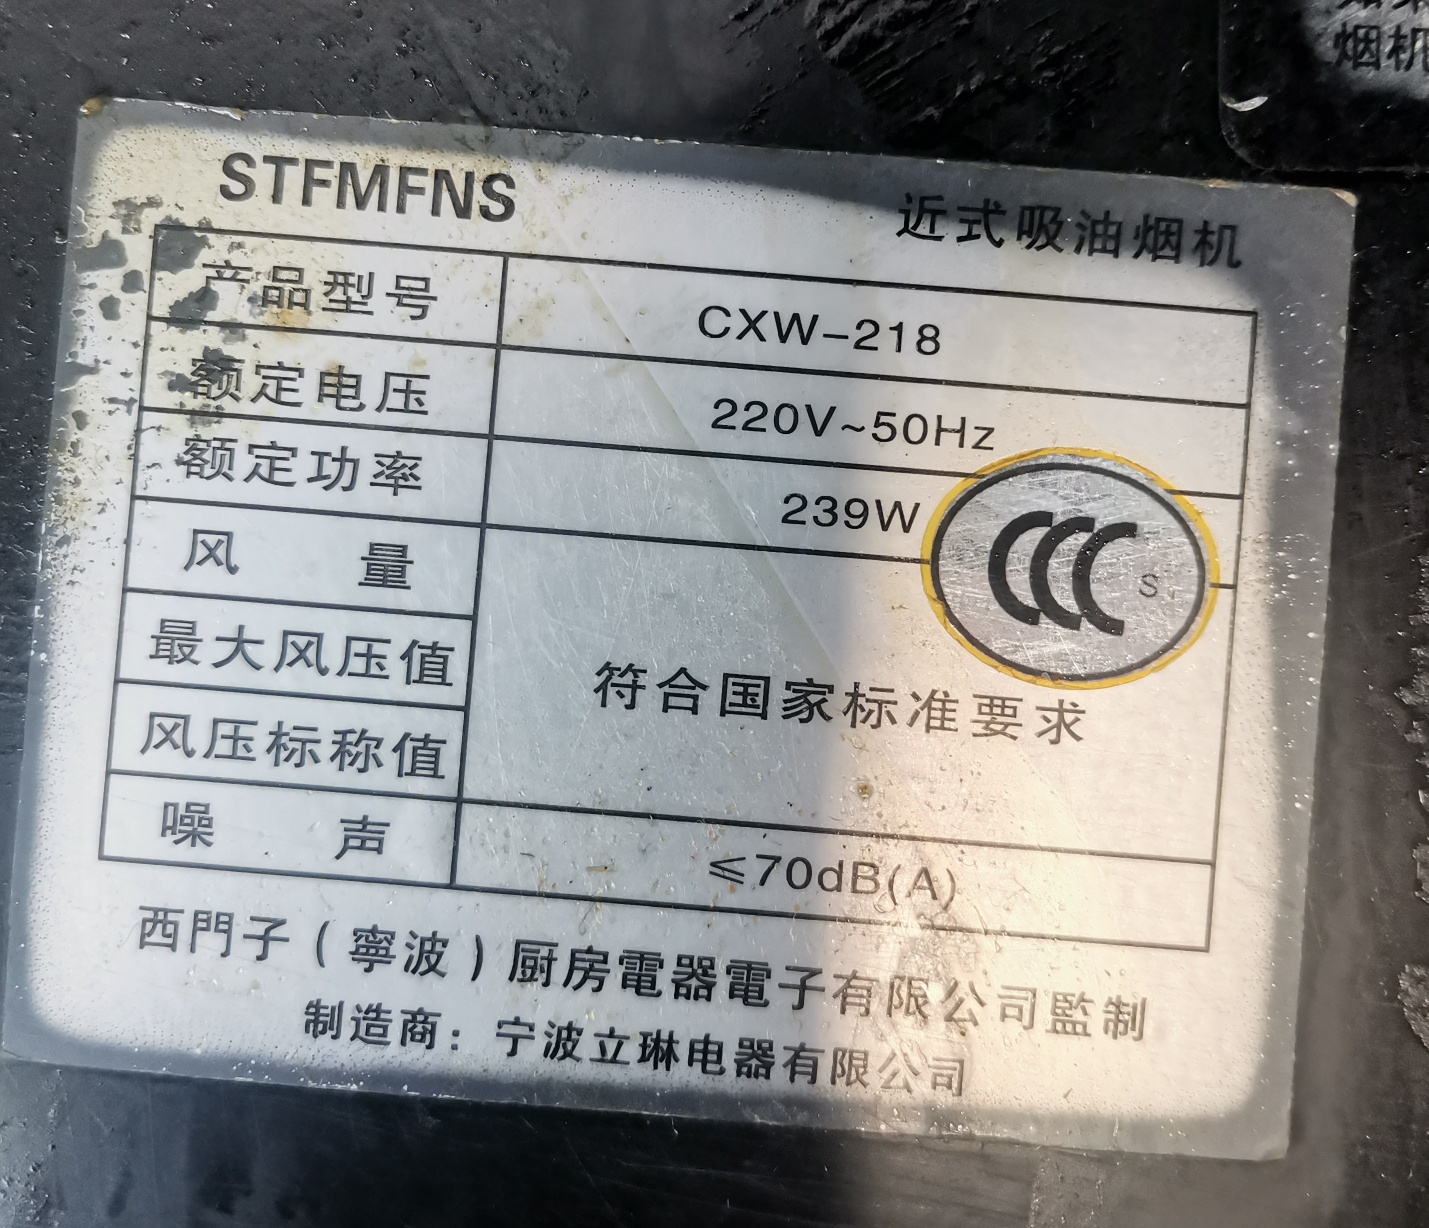 烟机
STFMFNS
近式吸油烟机
产品型号 CXW-218
额定电压 220V~50Hz
额定功率 239W
CCC S
风量
最大风压值
符合国家标准要求
风压标称值
噪声 ≤70dB(A)
西門子（寧波）厨房電器電子有限公司監制
制造商：宁波立琳电器有限公司